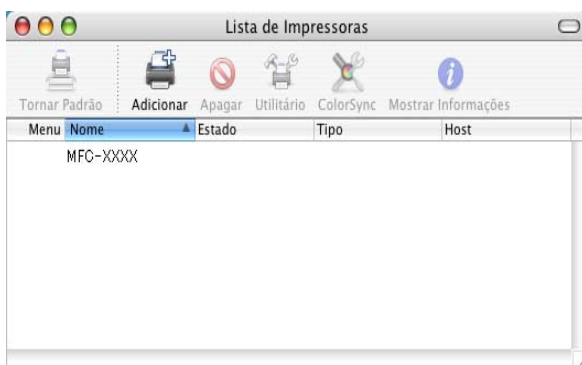 Lista de Impressoras
Tornar Padrão Adicionar Apagar Utilitário ColorSync Mostrar Informações
Menu Nome Estado Tipo Host
MFC-XXXX